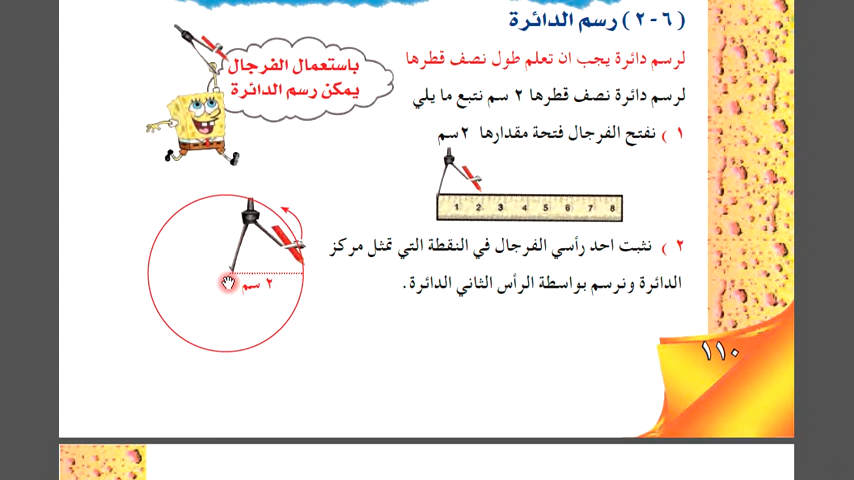 (٦-٢) رسم الدائرة
لرسم دائرة يجب ان تعلم طول نصف قطرها
باستعمال الفرجال
يمكن رسم الدائرة
لرسم دائرة نصف قطرها ٢ سم نتبع ما يلي
١) نفتح الفرجال فتحة مقدارها ٢سم
1 2 3 4 5 6 7 8
٢) نثبت احد رأسي الفرجال في النقطة التي تمثل مركز
الدائرة ونرسم بواسطة الرأس الثاني الدائرة.
٢ سم
١١٠